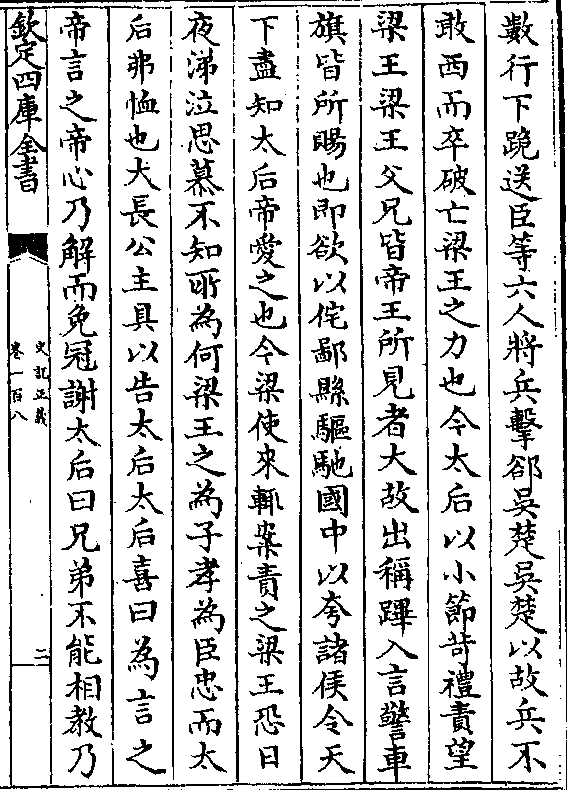 數行下跪送臣等六人將兵擊郤吳楚吳楚以故兵不
敢西而卒破亡梁王之力也今太后以小節苛禮責望
梁王梁王父兄皆帝王所見者大故出稱蹕入言警車
旗皆所賜也即欲以侘鄙縣驅馳國中以夸諸侯令天
下盡知太后帝愛之也今梁使來輒案責之梁王恐日
夜涕泣思慕不知所為何梁王之為子孝為臣忠而太
后弗恤也大長公主具以告太后太后喜曰為言之
帝言之帝心乃解而免冠謝太后曰兄弟不能相教乃
欽定四庫全書
史記正義
卷一百八
二